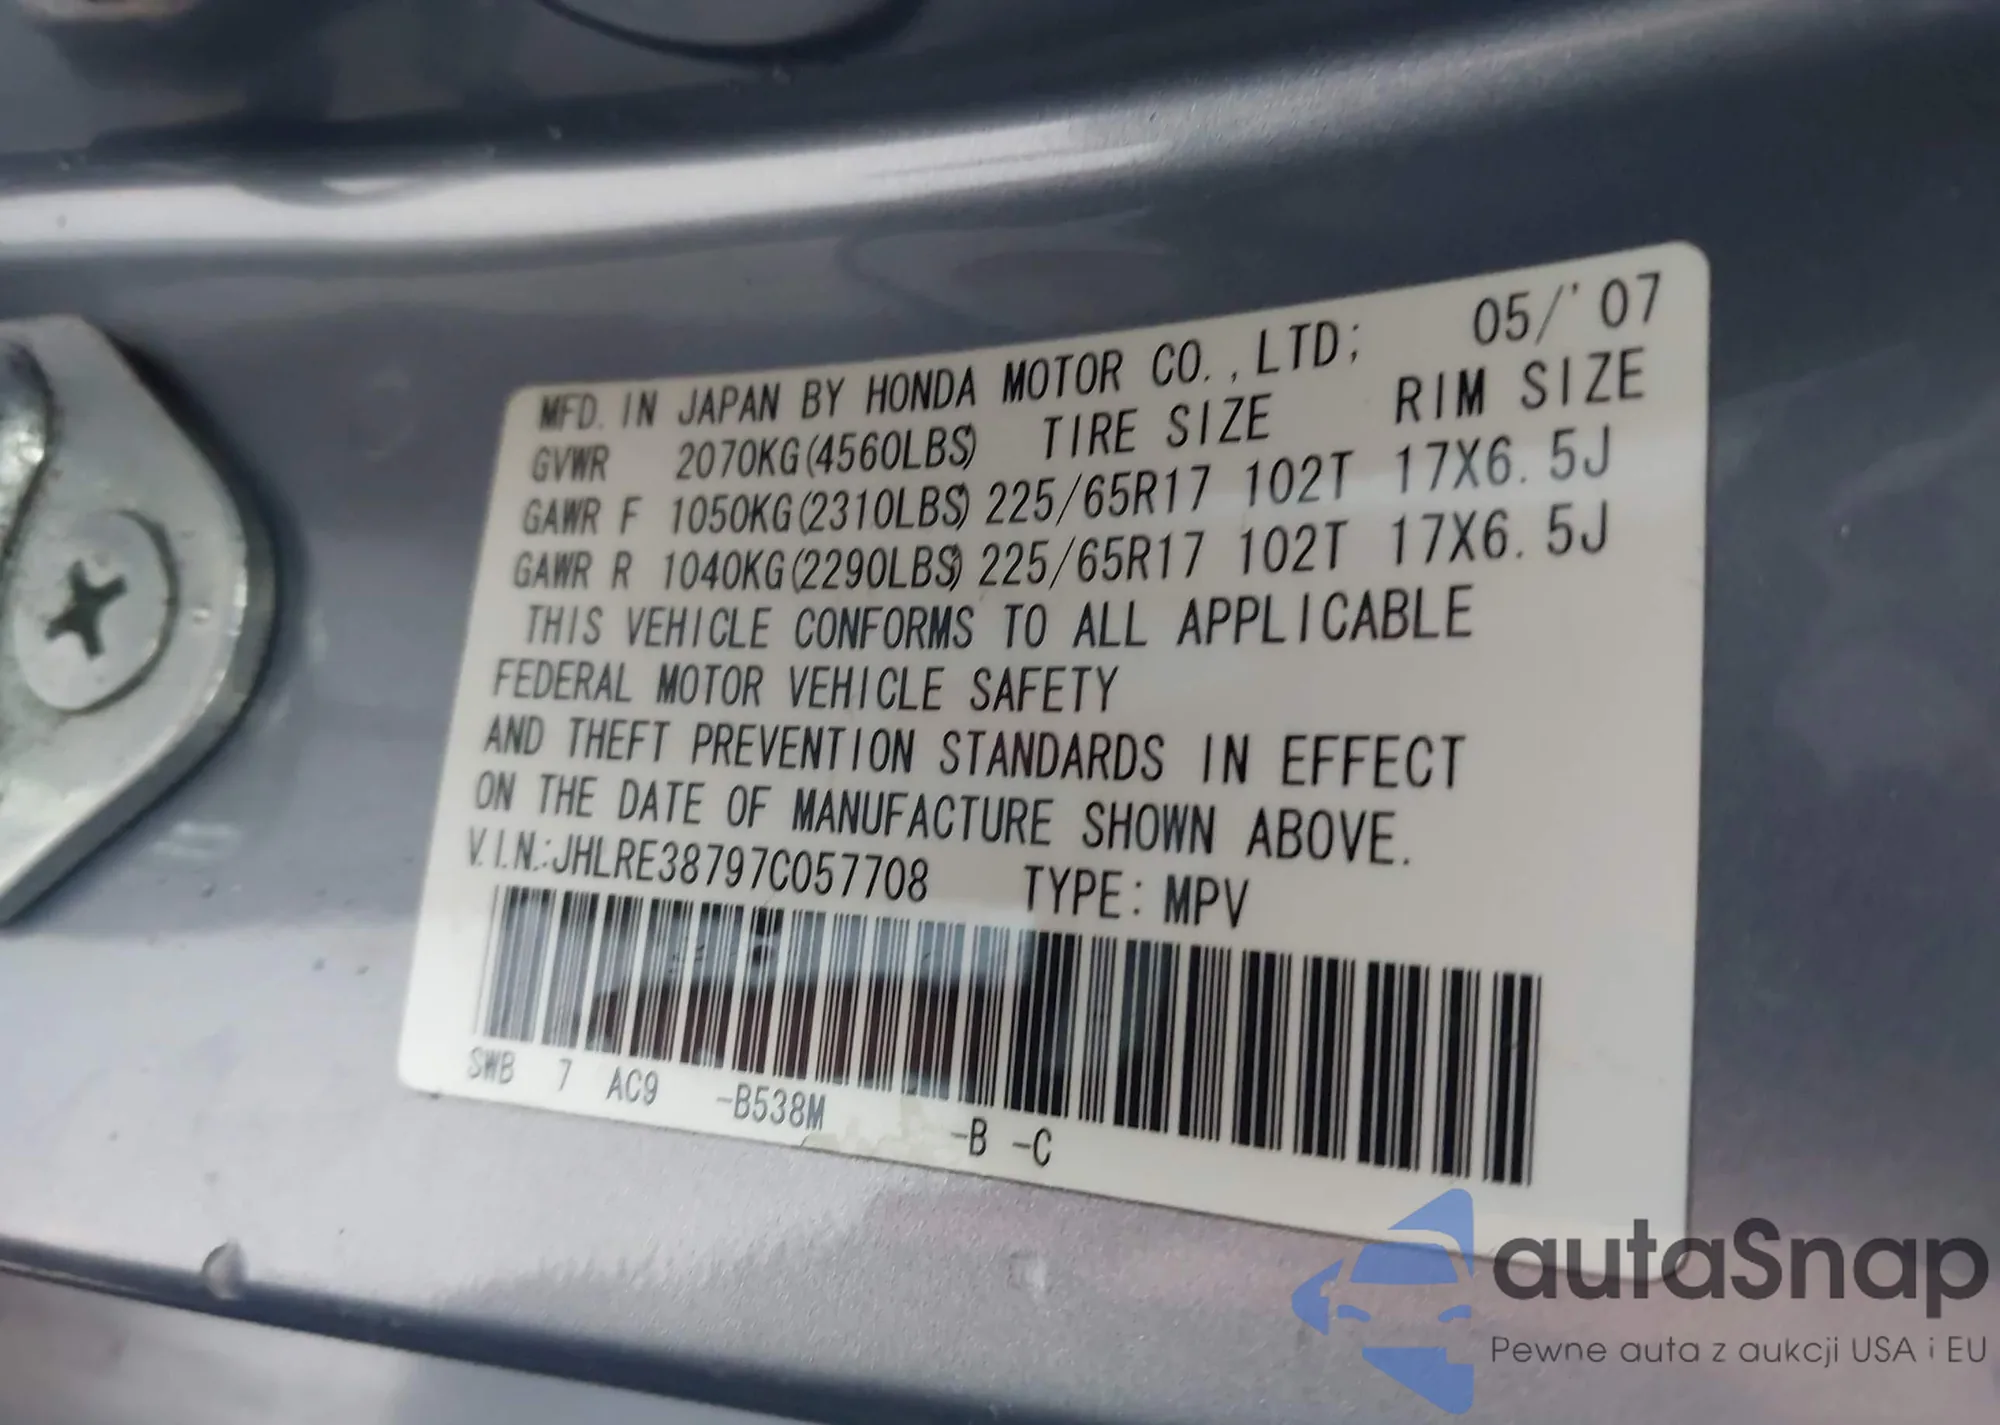 MFD. IN JAPAN BY HONDA MOTOR CO., LTD; 05/'07
GVWR 2070KG(4560LBS) TIRE SIZE RIM SIZE
GAWR F 1050KG(2310LBS) 225/65R17 102T 17X6.5J
GAWR R 1040KG(2290LBS) 225/65R17 102T 17X6.5J
THIS VEHICLE CONFORMS TO ALL APPLICABLE
FEDERAL MOTOR VEHICLE SAFETY
AND THEFT PREVENTION STANDARDS IN EFFECT
ON THE DATE OF MANUFACTURE SHOWN ABOVE.
V.I.N.:JHLRE38797C057708 TYPE: MPV
SWB 7 AC9 -B538M -B -C
autaSnap
Pewne auta z aukcji USA i EU